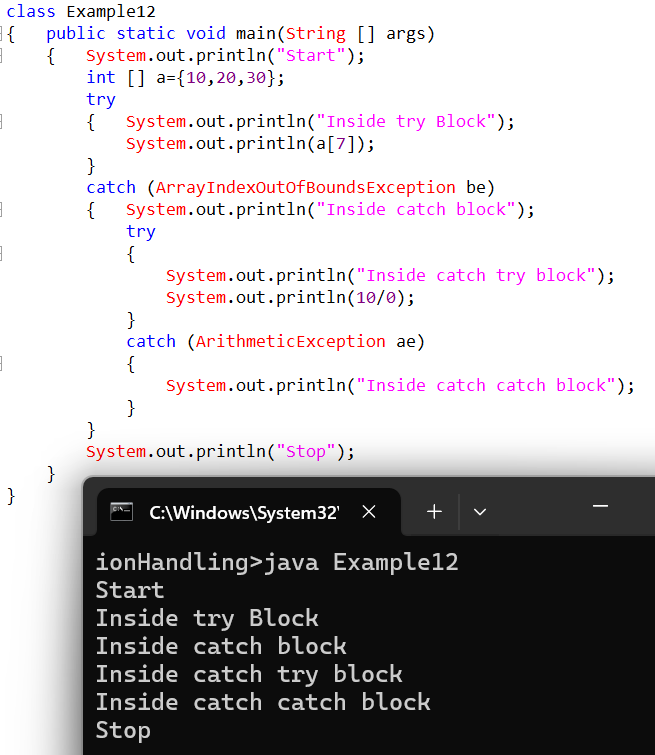 class Example12
{   public static void main(String [] args)
    {   System.out.println("Start");
        int [] a={10,20,30};
        try
        {   System.out.println("Inside try Block");
            System.out.println(a[7]);
        }
        catch (ArrayIndexOutOfBoundsException be)
        {   System.out.println("Inside catch block");
            try
            {
                System.out.println("Inside catch try block");
                System.out.println(10/0);
            }
            catch (ArithmeticException ae)
            {
                System.out.println("Inside catch catch block");
            }
        }
        System.out.println("Stop");
    }
}
C:\Windows\System32\
ionHandling>java Example12
Start
Inside try Block
Inside catch block
Inside catch try block
Inside catch catch block
Stop